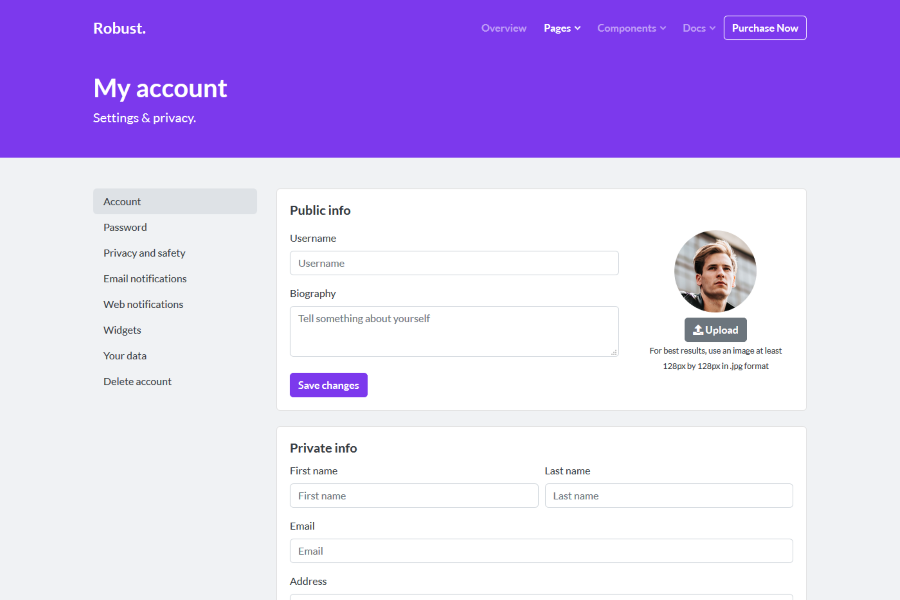 Robust.
Overview Pages Components Docs Purchase Now
My account
Settings & privacy.
Account
Password
Privacy and safety
Email notifications
Web notifications
Widgets
Your data
Delete account
Public info
Username
Username
Biography
Tell something about yourself
Save changes
Upload
For best results, use an image at least
128px by 128px in .jpg format
Private info
First name Last name
First name Last name
Email
Email
Address